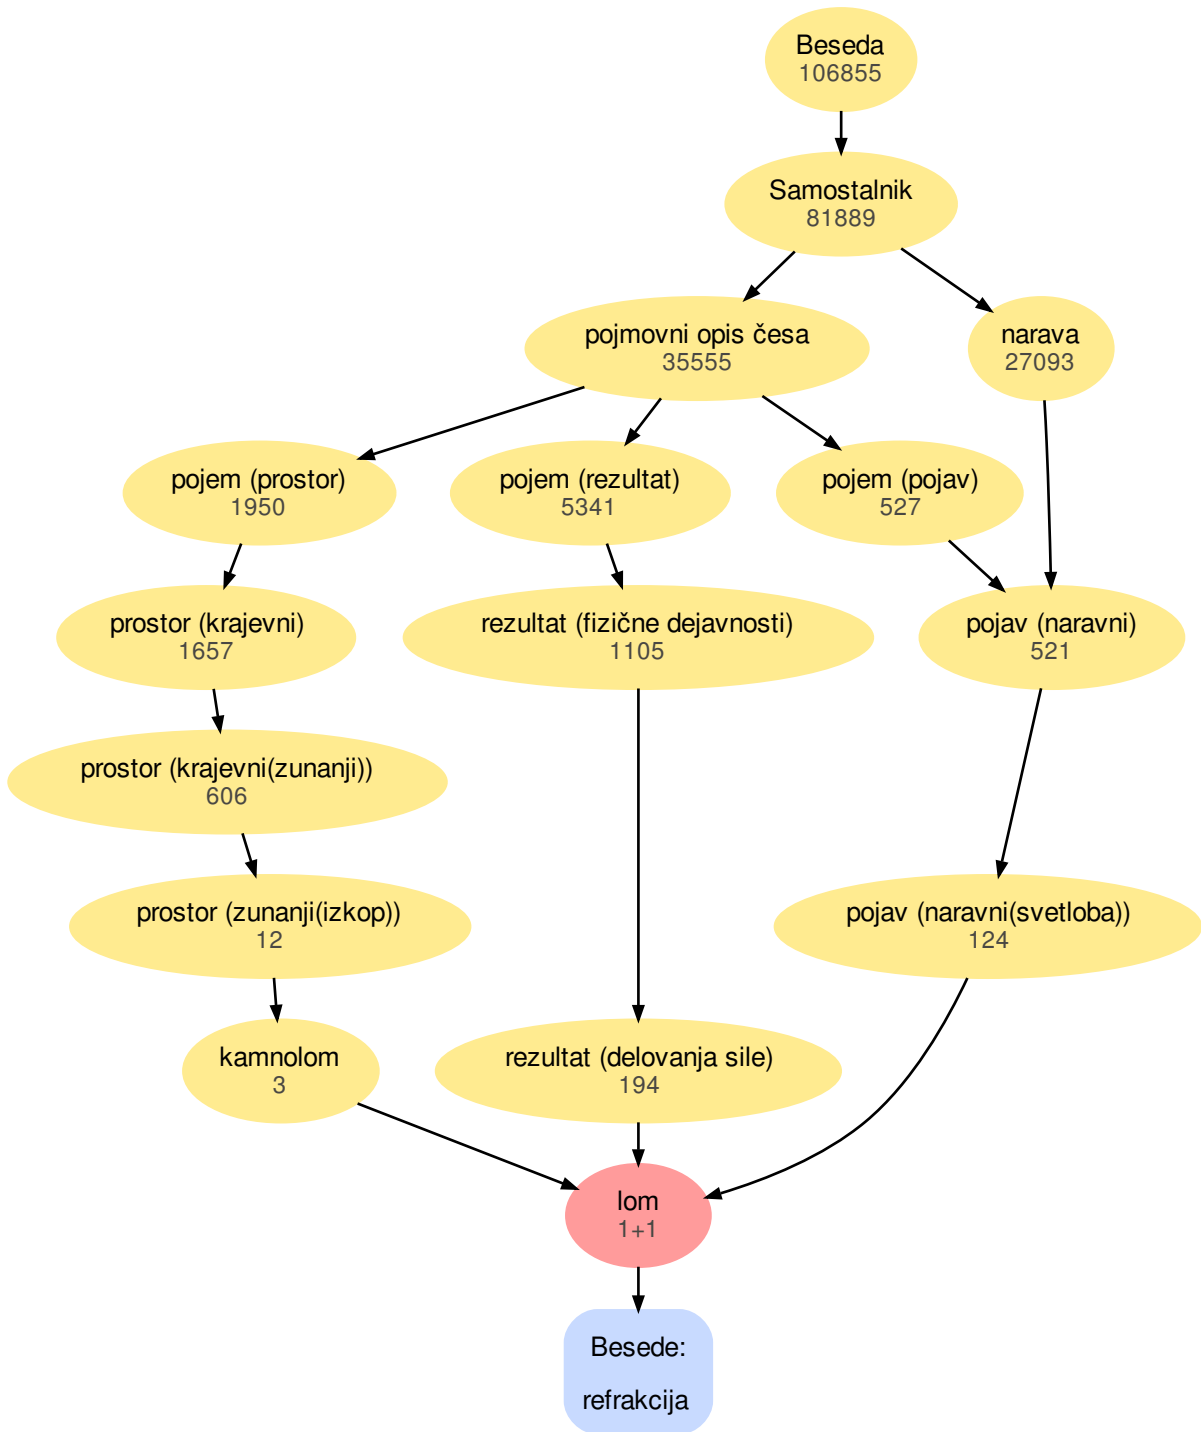 Beseda
106855
Samostalnik
81889
pojmovni opis česa
35555
narava
27093
pojem (prostor)
1950
pojem (rezultat)
5341
pojem (pojav)
527
prostor (krajevni)
1657
rezultat (fizične dejavnosti)
1105
pojav (naravni)
521
prostor (krajevni(zunanji))
606
prostor (zunanji(izkop))
12
pojav (naravni(svetloba))
124
kamnolom
3
rezultat (delovanja sile)
194
lom
1+1
Besede:
refrakcija